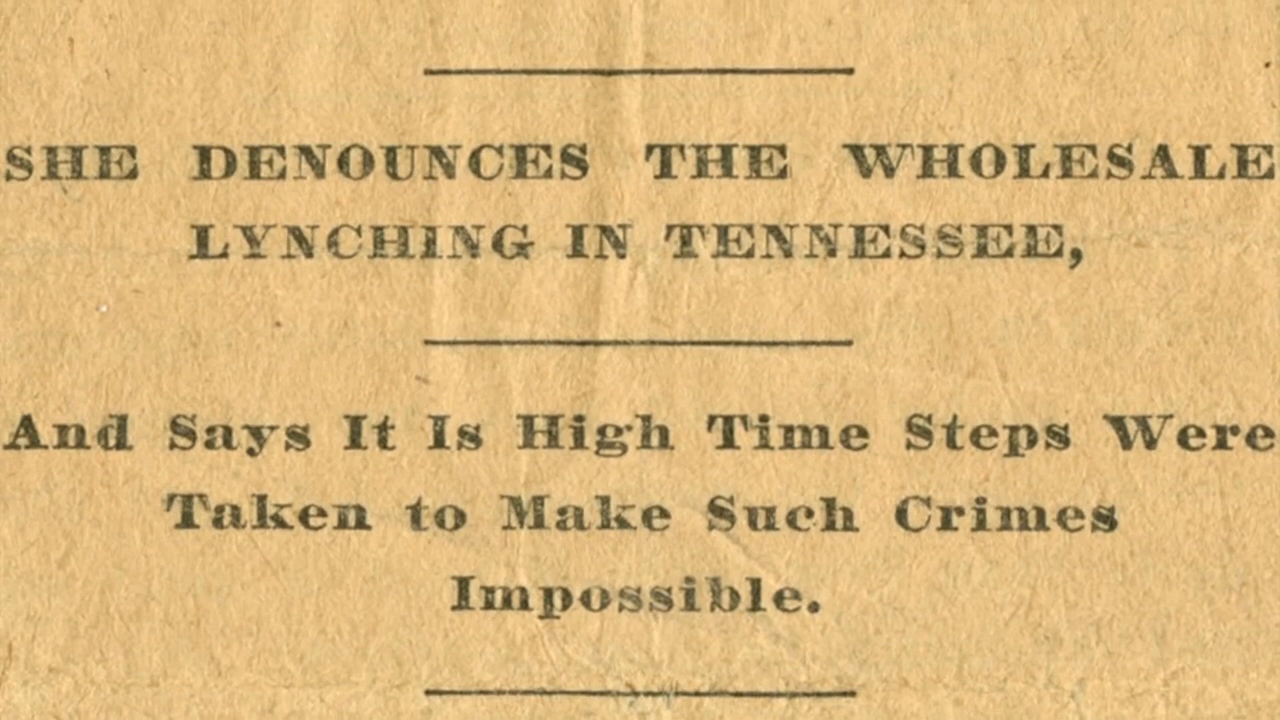 SHE DENOUNCES THE WHOLESALE
LYNCHING IN TENNESSEE,
And Says It Is High Time Steps Were
Taken to Make Such Crimes
Impossible.